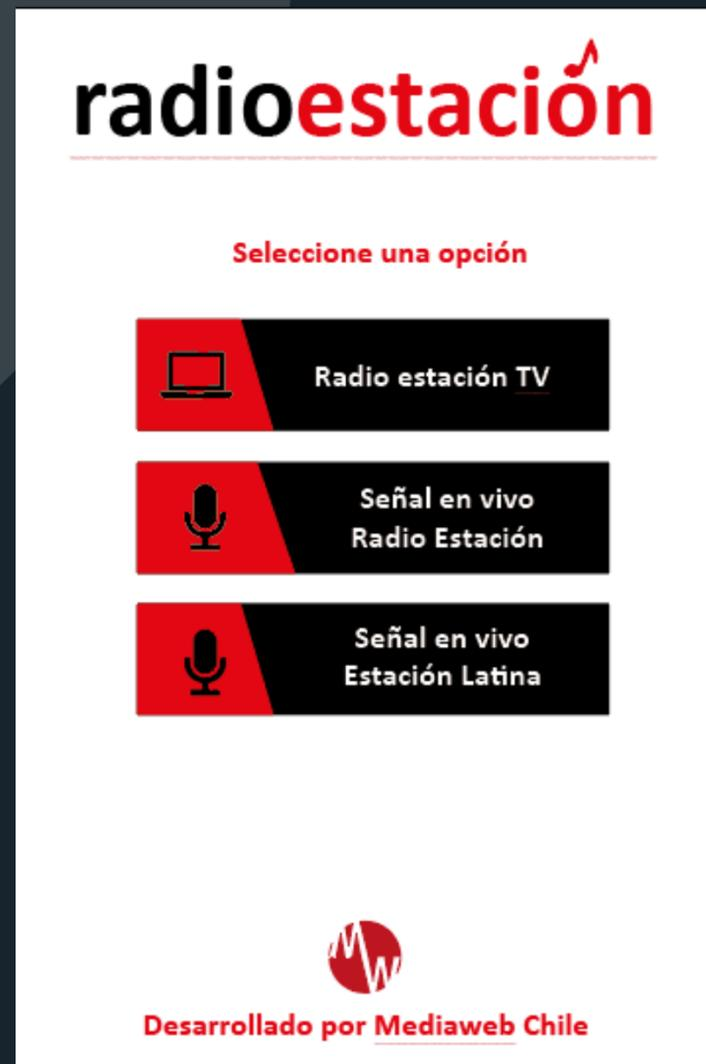 radioestación
Seleccione una opción
Radio estación TV
Señal en vivo
Radio Estación
Señal en vivo
Estación Latina
MW
Desarrollado por Mediaweb Chile